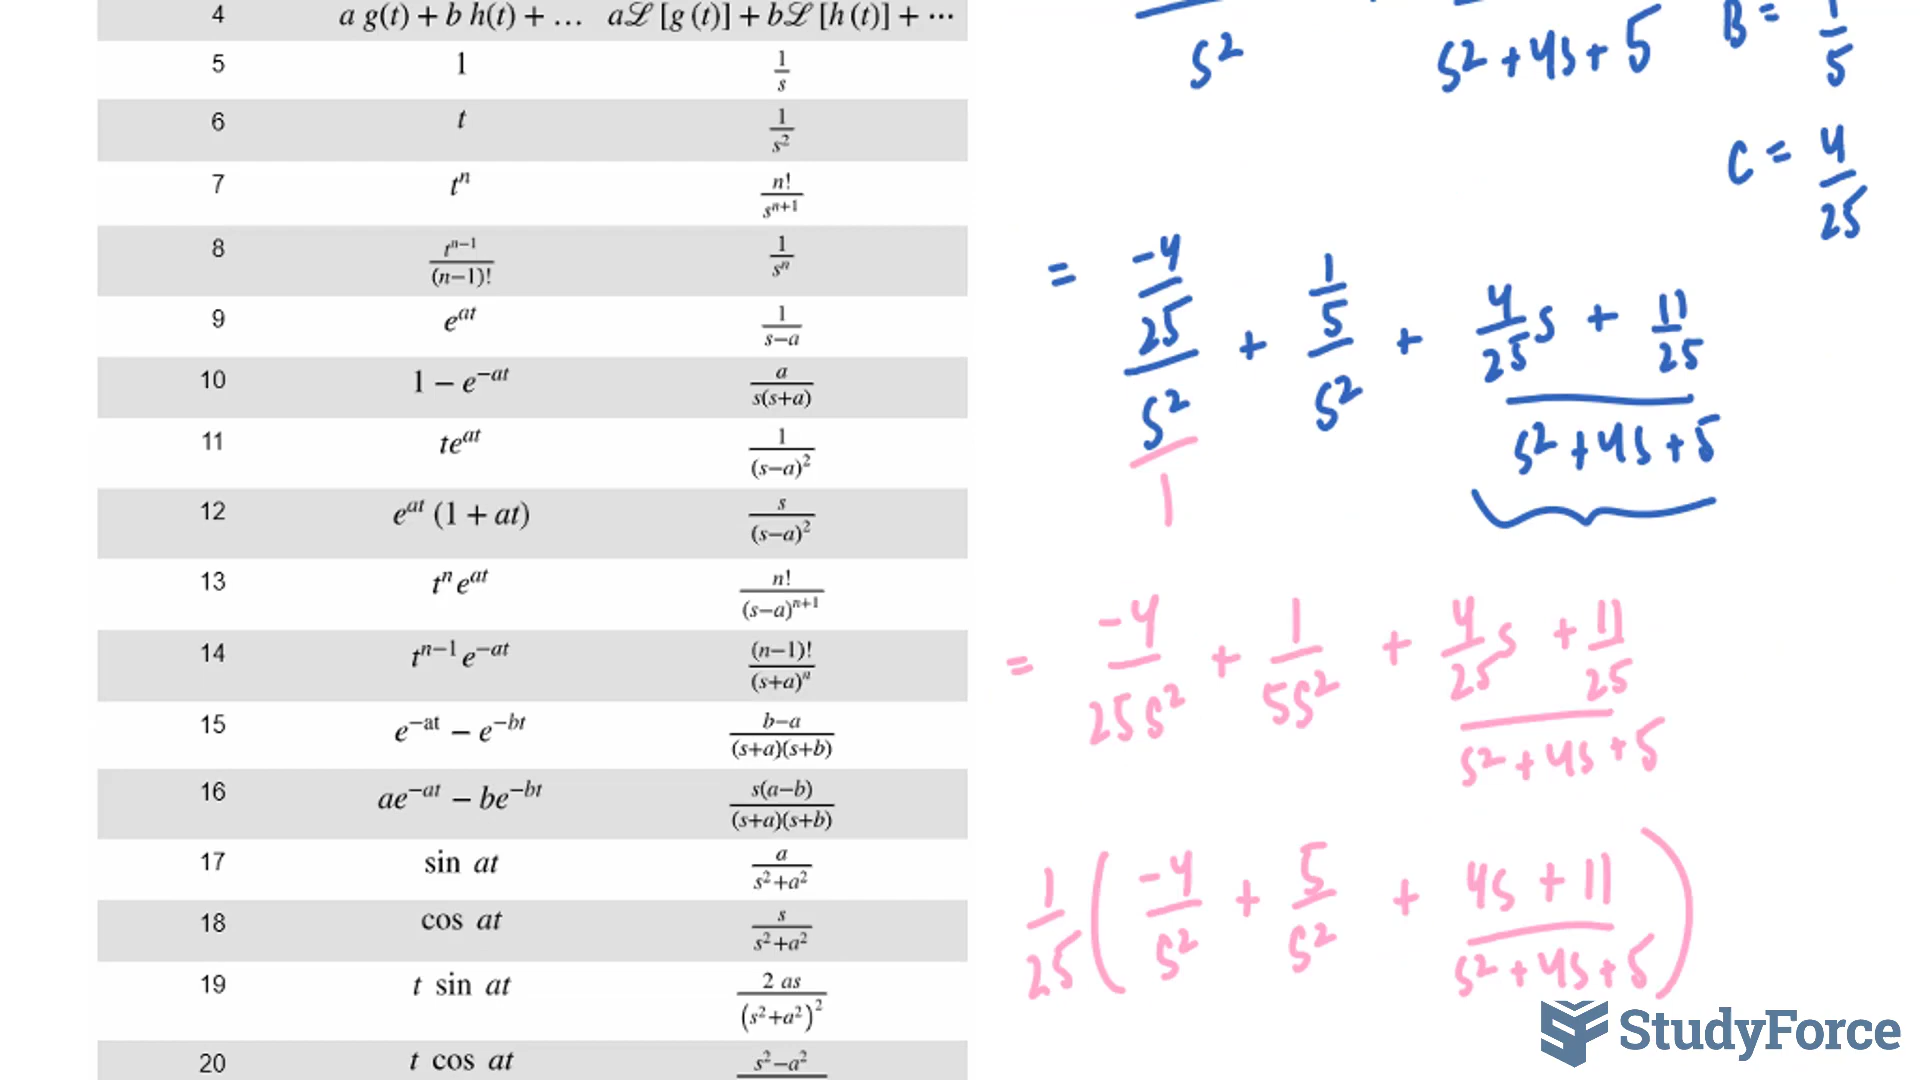 4 a g(t) + b h(t) + … aℒ [g (t)] + bℒ [h (t)] + ⋯
5 1 1/s
6 t 1/s²
7 tⁿ n!/sⁿ⁺¹
8 tⁿ⁻¹/(n−1)! 1/sⁿ
9 e^{at} 1/(s−a)
10 1 − e^{−at} a/(s(s+a))
11 te^{at} 1/(s−a)²
12 e^{at} (1 + at) s/(s−a)²
13 tⁿ e^{at} n!/(s−a)ⁿ⁺¹
14 tⁿ⁻¹ e^{−at} (n−1)!/(s+a)ⁿ
15 e^{−at} − e^{−bt} (b−a)/((s+a)(s+b))
16 ae^{−at} − be^{−bt} s(a−b)/((s+a)(s+b))
17 sin at a/(s²+a²)
18 cos at s/(s²+a²)
19 t sin at 2 as/(s²+a²)²
20 t cos at s²−a²
s² s²+4s+5
B = 1/5
C = 4/25
= (-4/25)/s²/1 + (1/5)/s² + (4/25 s + 11/25)/(s²+4s+5)
= -4/25s² + 1/5s² + (4/25 s + 11/25)/(s²+4s+5)
1/25 ( -4/s² + 5/s² + (4s+11)/(s²+4s+5) )
StudyForce